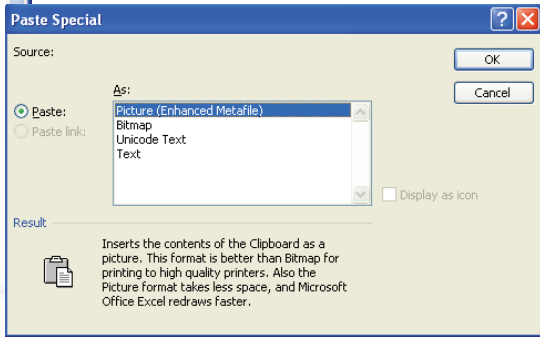 Paste Special
Source:
OK
As:
Cancel
Paste:
Picture (Enhanced Metafile)
Bitmap
Paste link:
Unicode Text
Text
Display as icon
Result
Inserts the contents of the Clipboard as a
picture. This format is better than Bitmap for
printing to high quality printers. Also the
Picture format takes less space, and Microsoft
Office Excel redraws faster.